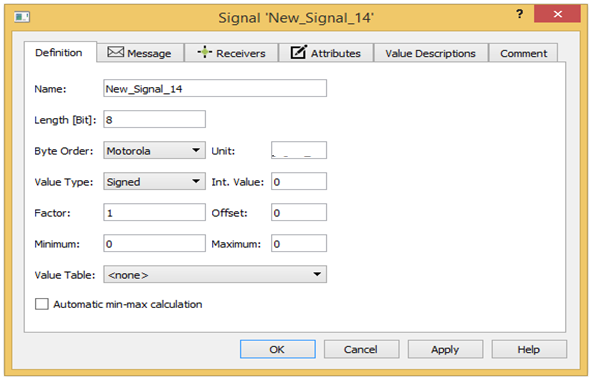 Signal 'New_Signal_14'
? X
Definition Message Receivers Attributes Value Descriptions Comment
Name: New_Signal_14
Length [Bit]: 8
Byte Order: Motorola Unit:
Value Type: Signed Int. Value: 0
Factor: 1 Offset: 0
Minimum: 0 Maximum: 0
Value Table: <none>
Automatic min-max calculation
OK Cancel Apply Help